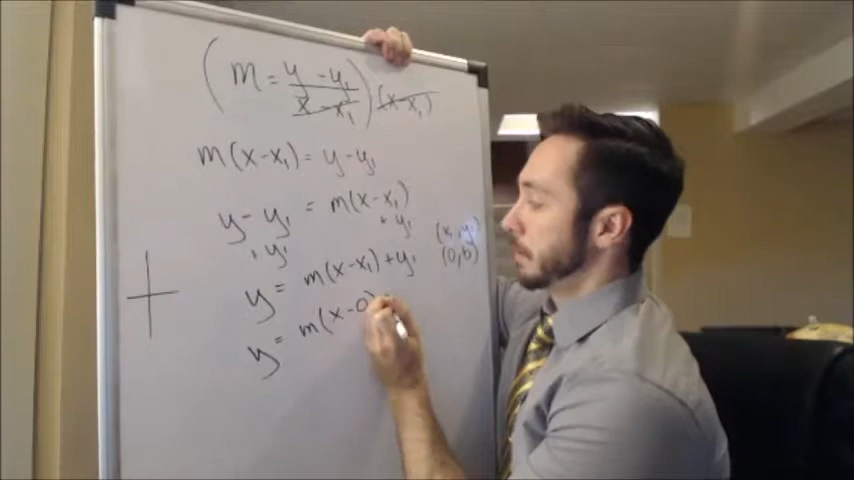 (m = y - y₁ / x - x₁) (x - x₁)
m(x - x₁) = y - y₁
y - y₁ = m(x - x₁)
+ y₁ + y₁
(x₁, y₁)
y = m(x - x₁) + y₁
(0, b)
y = m(x - 0)